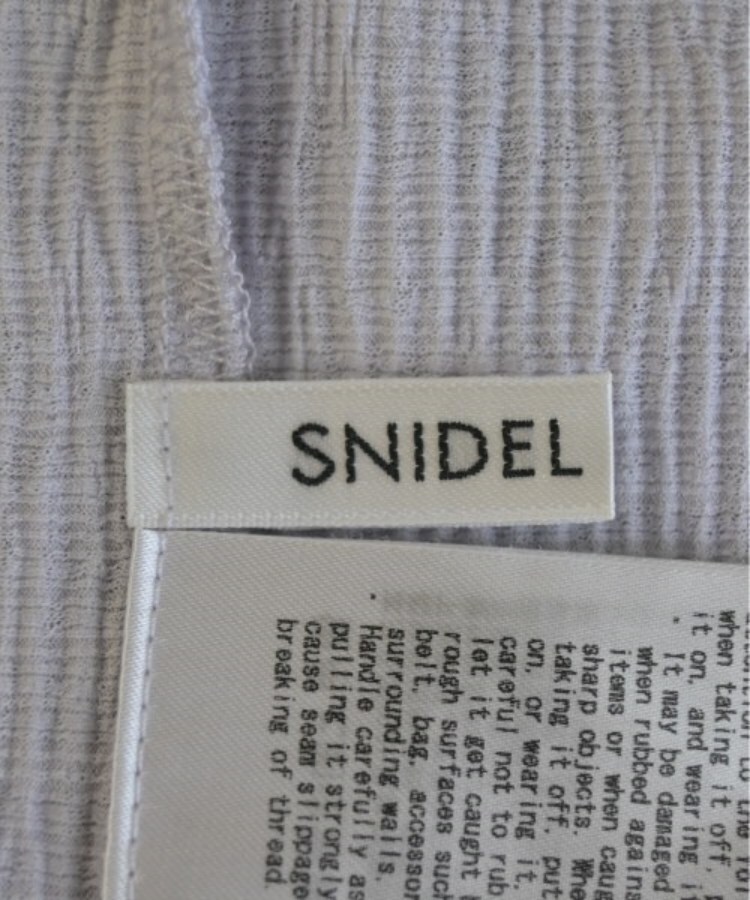 SNIDEL
when taking it off,
it on, and wearing it
· It may be damaged
when rubbed agains
items or when caug
sharp objects. Whe
taking it off, put
on, or wearing it,
careful not to rub
let it get caught
rough surfaces such
belt, bag, accessor
surrounding walls.
· Handle carefully as
pulling it strongly
cause seam slippage
breaking of thread.